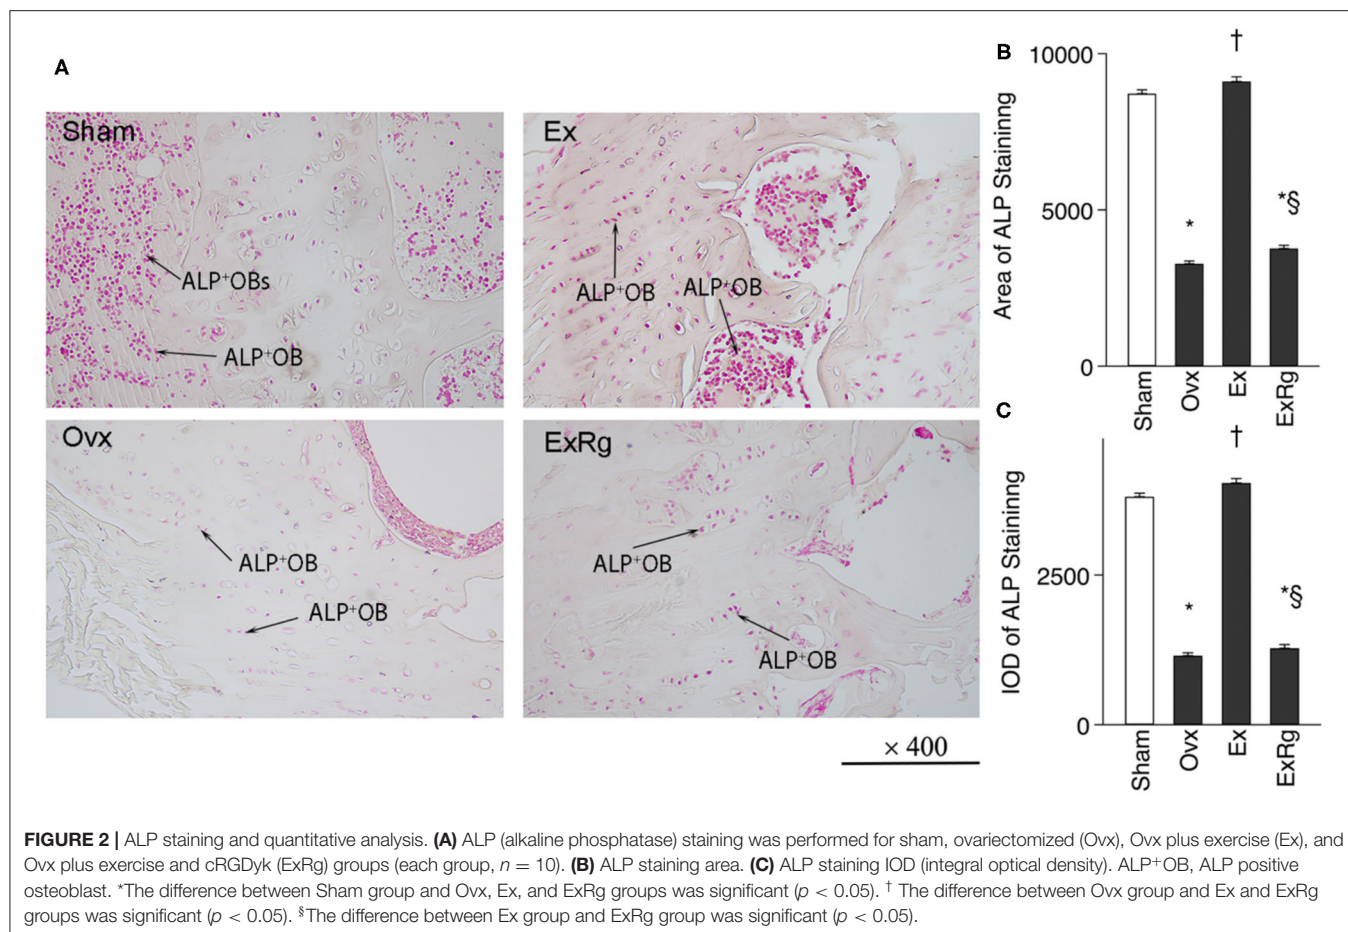 A
Sham
ALP⁺OBs
ALP⁺OB
Ex
ALP⁺OB
ALP⁺OB
Ovx
ALP⁺OB
ALP⁺OB
ExRg
ALP⁺OB
ALP⁺OB
× 400
B
Area of ALP Staininng
10000
5000
0
†
*
*§
Sham
Ovx
Ex
ExRg
C
IOD of ALP Staininng
2500
0
†
*
*§
Sham
Ovx
Ex
ExRg
FIGURE 2 | ALP staining and quantitative analysis. (A) ALP (alkaline phosphatase) staining was performed for sham, ovariectomized (Ovx), Ovx plus exercise (Ex), and
Ovx plus exercise and cRGDyk (ExRg) groups (each group, n = 10). (B) ALP staining area. (C) ALP staining IOD (integral optical density). ALP⁺OB, ALP positive
osteoblast. *The difference between Sham group and Ovx, Ex, and ExRg groups was significant (p < 0.05). † The difference between Ovx group and Ex and ExRg
groups was significant (p < 0.05). §The difference between Ex group and ExRg group was significant (p < 0.05).